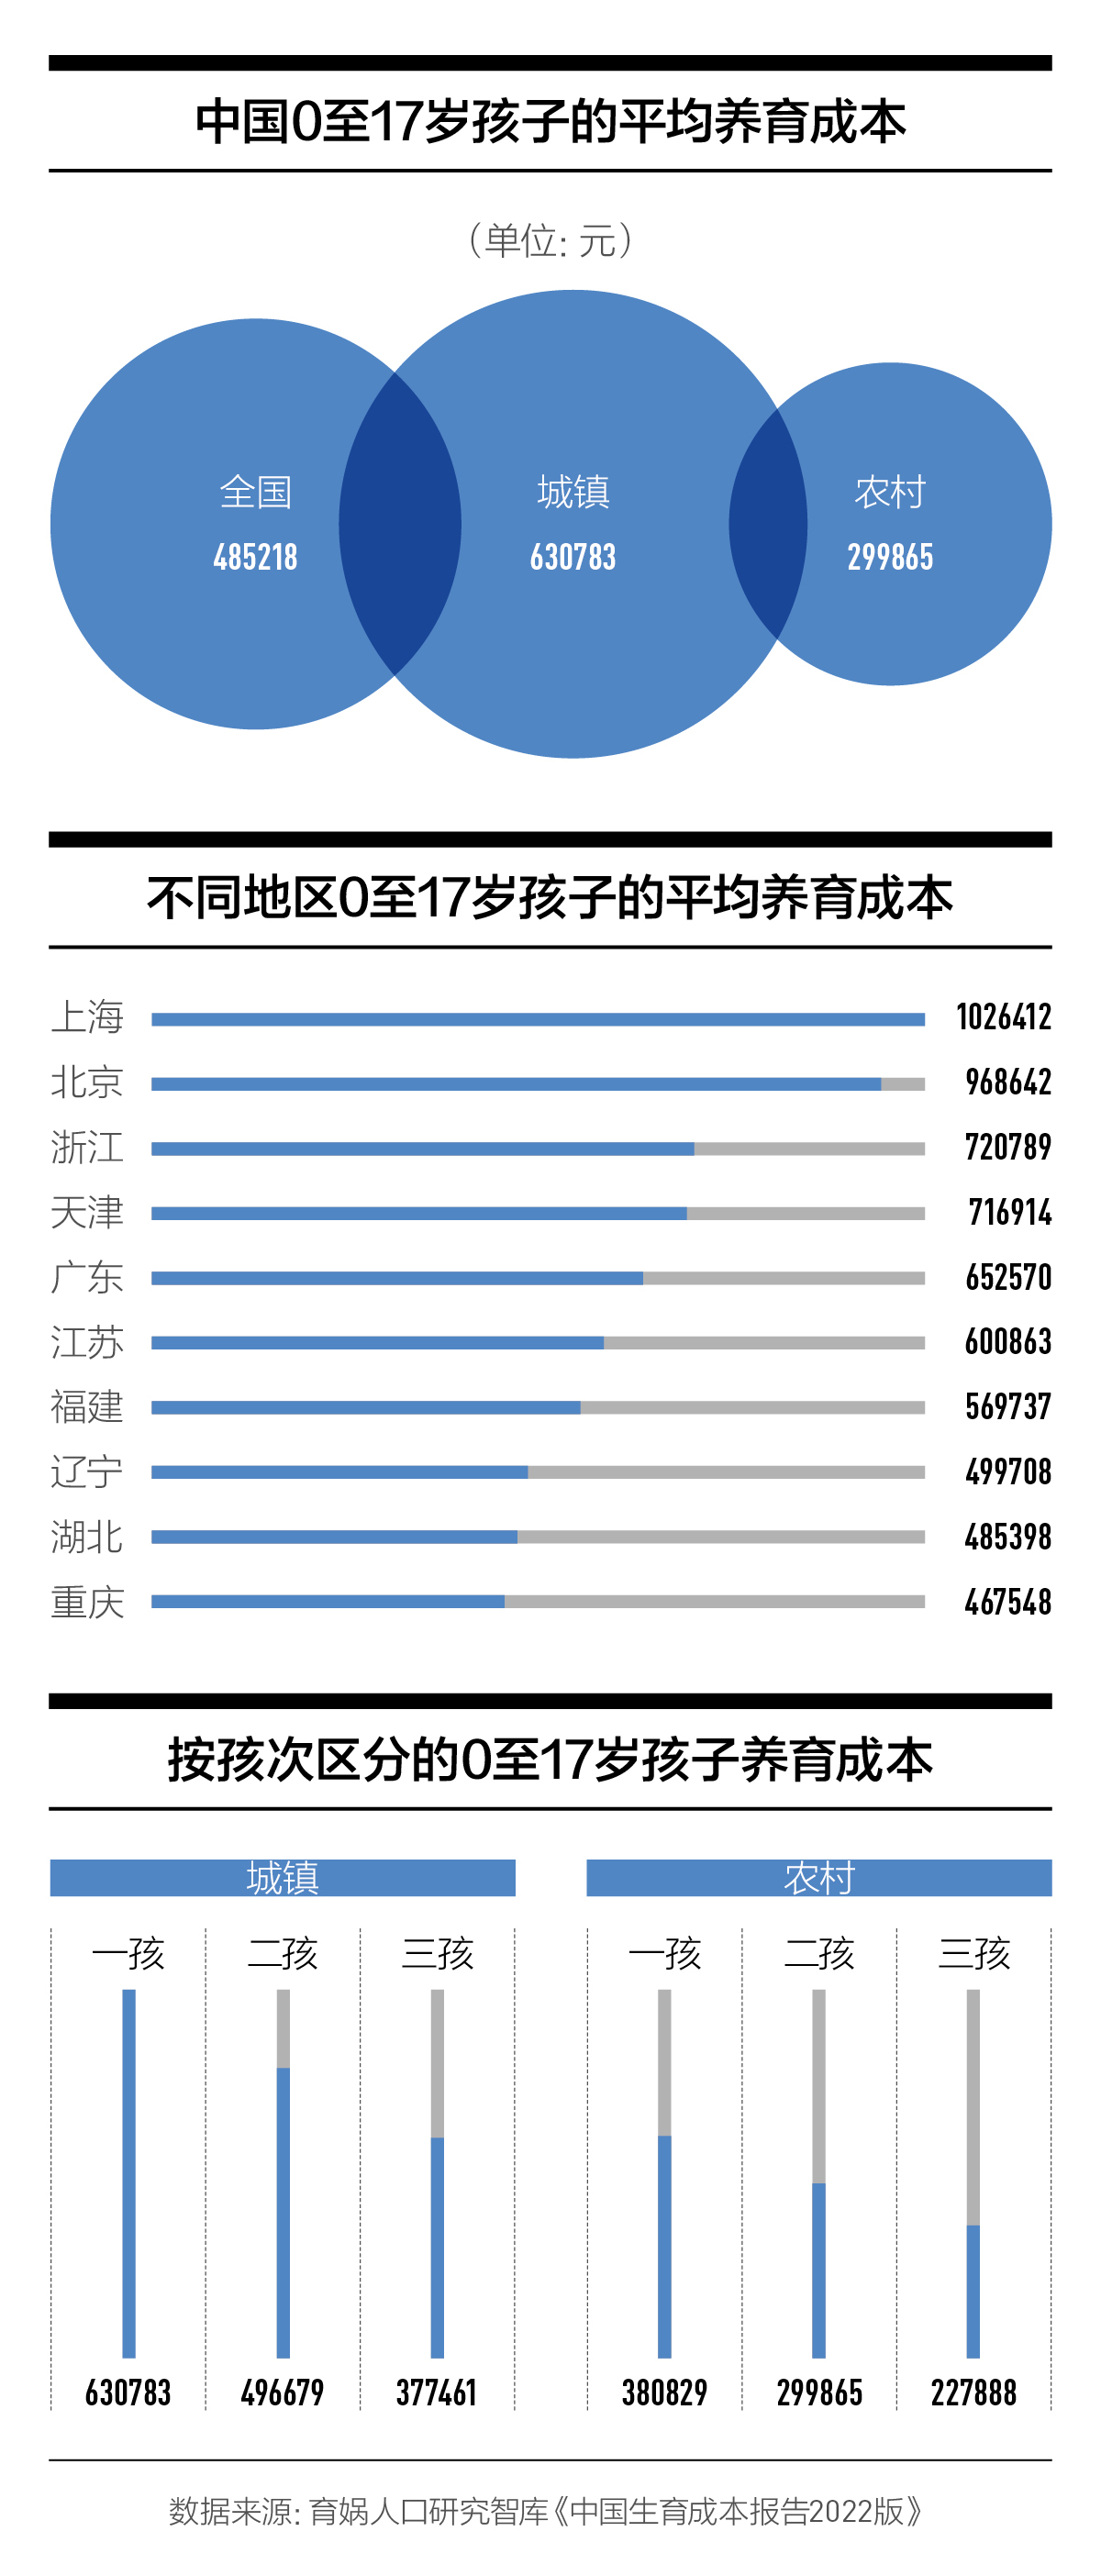 中国0至17岁孩子的平均养育成本
（单位：元）
全国 城镇 农村
485218 630783 299865
不同地区0至17岁孩子的平均养育成本
上海 1026412
北京 968642
浙江 720789
天津 716914
广东 652570
江苏 600863
福建 569737
辽宁 499708
湖北 485398
重庆 467548
按孩次区分的0至17岁孩子养育成本
城镇 农村
一孩 二孩 三孩 一孩 二孩 三孩
630783 496679 377461 380829 299865 227888
数据来源：育娲人口研究智库《中国生育成本报告2022版》